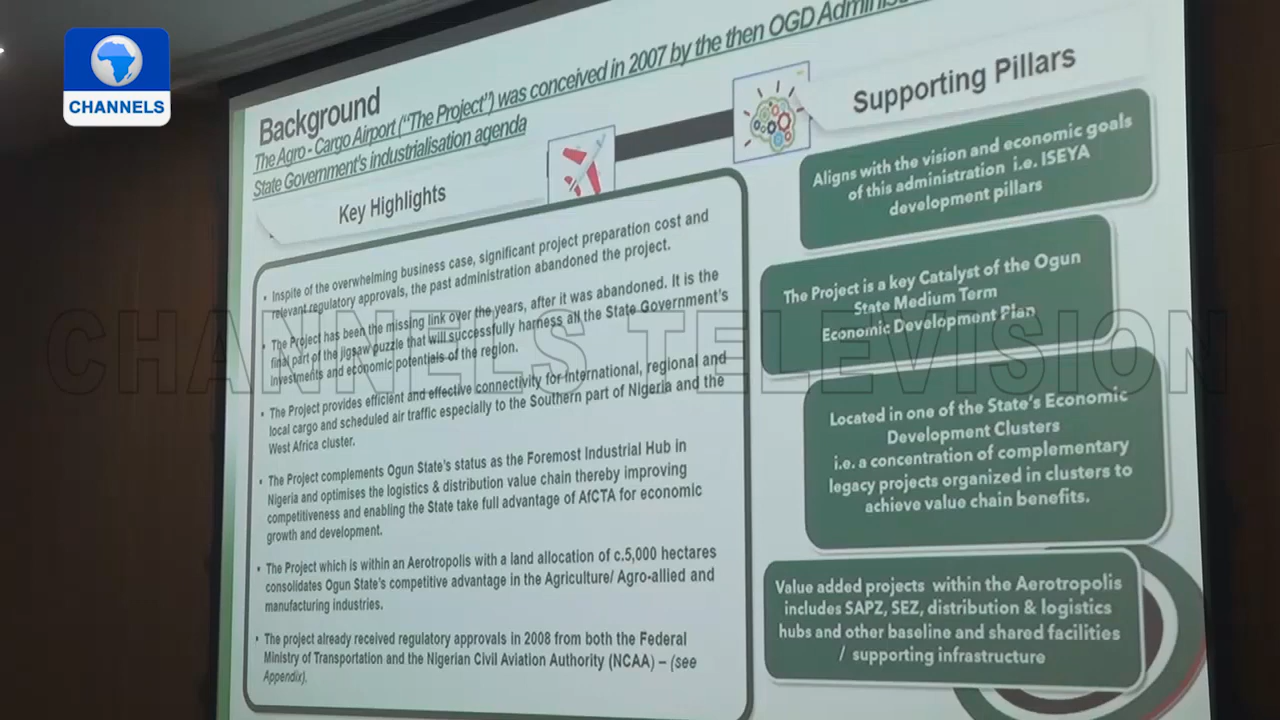 CHANNELS
Background
The Agro - Cargo Airport ("The Project") was conceived in 2007 by the then OGD
State Government's industrialisation agenda
Key Highlights
• Inspite of the overwhelming business case, significant project preparation cost and
relevant regulatory approvals, the past administration abandoned the project.
• The Project has been the missing link over the years, after it was abandoned. It is the
final part of the jigsaw puzzle that will successfully harness all the State Government's
investments and economic potentials of the region.
• The Project provides efficient and effective connectivity for international, regional and
local cargo and scheduled air traffic especially to the Southern part of Nigeria and the
West Africa cluster.
• The Project complements Ogun State's status as the Foremost Industrial Hub in
Nigeria and optimises the logistics & distribution value chain thereby improving
competitiveness and enabling the State take full advantage of AfCTA for economic
growth and development.
• The Project which is within an Aerotropolis with a land allocation of c.5,000 hectares
consolidates Ogun State's competitive advantage in the Agriculture/ Agro-allied and
manufacturing industries.
• The project already received regulatory approvals in 2008 from both the Federal
Ministry of Transportation and the Nigerian Civil Aviation Authority (NCAA) – (see
Appendix).
Supporting Pillars
Aligns with the vision and economic goals
of this administration i.e. ISEYA
development pillars
The Project is a key Catalyst of the Ogun
State Medium Term
Economic Development Plan
Located in one of the State's Economic
Development Clusters
i.e. a concentration of complementary
legacy projects organized in clusters to
achieve value chain benefits.
Value added projects within the Aerotropolis
includes SAPZ, SEZ, distribution & logistics
hubs and other baseline and shared facilities
/ supporting infrastructure
CHANNELS TELEVISION